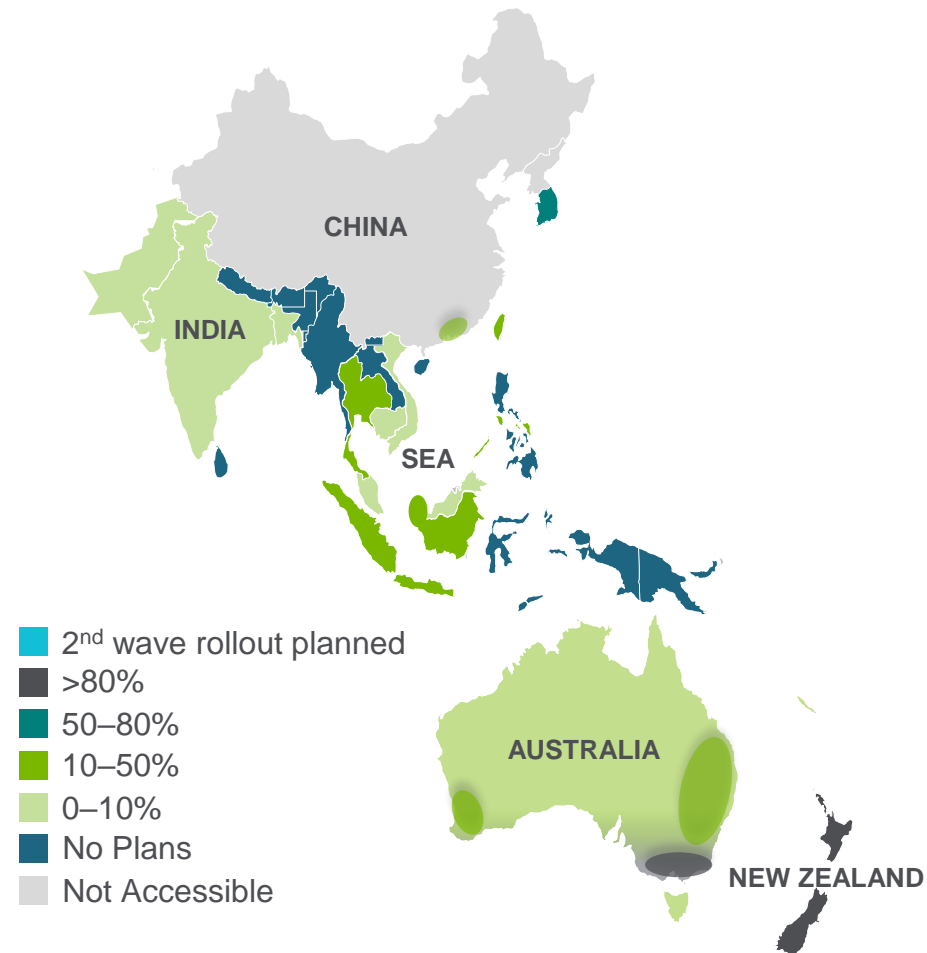 CHINA
INDIA
SEA
2nd wave rollout planned
>80%
50–80%
10–50%
0–10%
No Plans
Not Accessible
AUSTRALIA
NEW ZEALAND